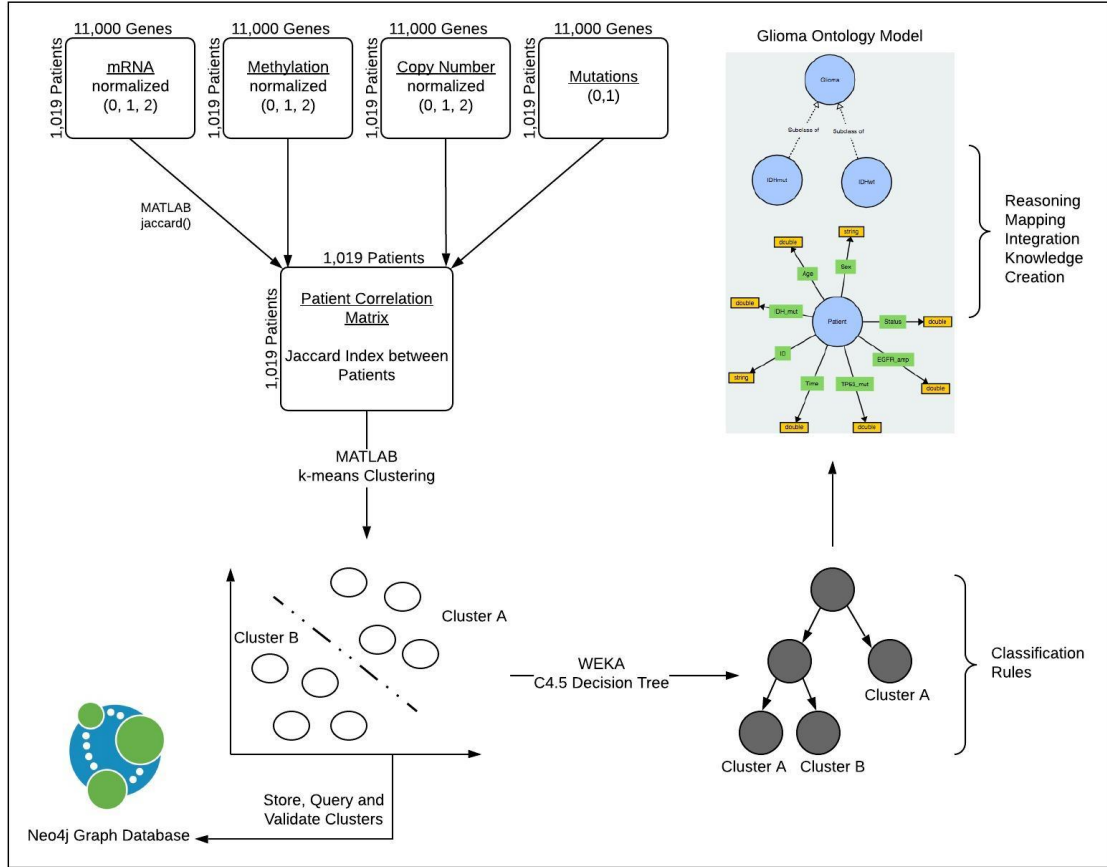 11,000 Genes
11,000 Genes
11,000 Genes
11,000 Genes
1,019 Patients
mRNA
normalized
(0, 1, 2)
1,019 Patients
Methylation
normalized
(0, 1, 2)
1,019 Patients
Copy Number
normalized
(0, 1, 2)
1,019 Patients
Mutations
(0,1)
MATLAB
jaccard()
1,019 Patients
1,019 Patients
Patient Correlation
Matrix
Jaccard Index between
Patients
MATLAB
k-means Clustering
Cluster A
Cluster B
Store, Query and
Validate Clusters
Neo4j Graph Database
WEKA
C4.5 Decision Tree
Cluster A
Cluster A
Cluster B
Classification
Rules
Glioma Ontology Model
Glioma
Subclass of
Subclass of
IDHmut
IDHwt
string
double
Sex
Age
double
IDH_mut
Patient
Status
double
ID
EGFR_amp
string
Time
TP53_mut
double
double
double
Reasoning
Mapping
Integration
Knowledge
Creation